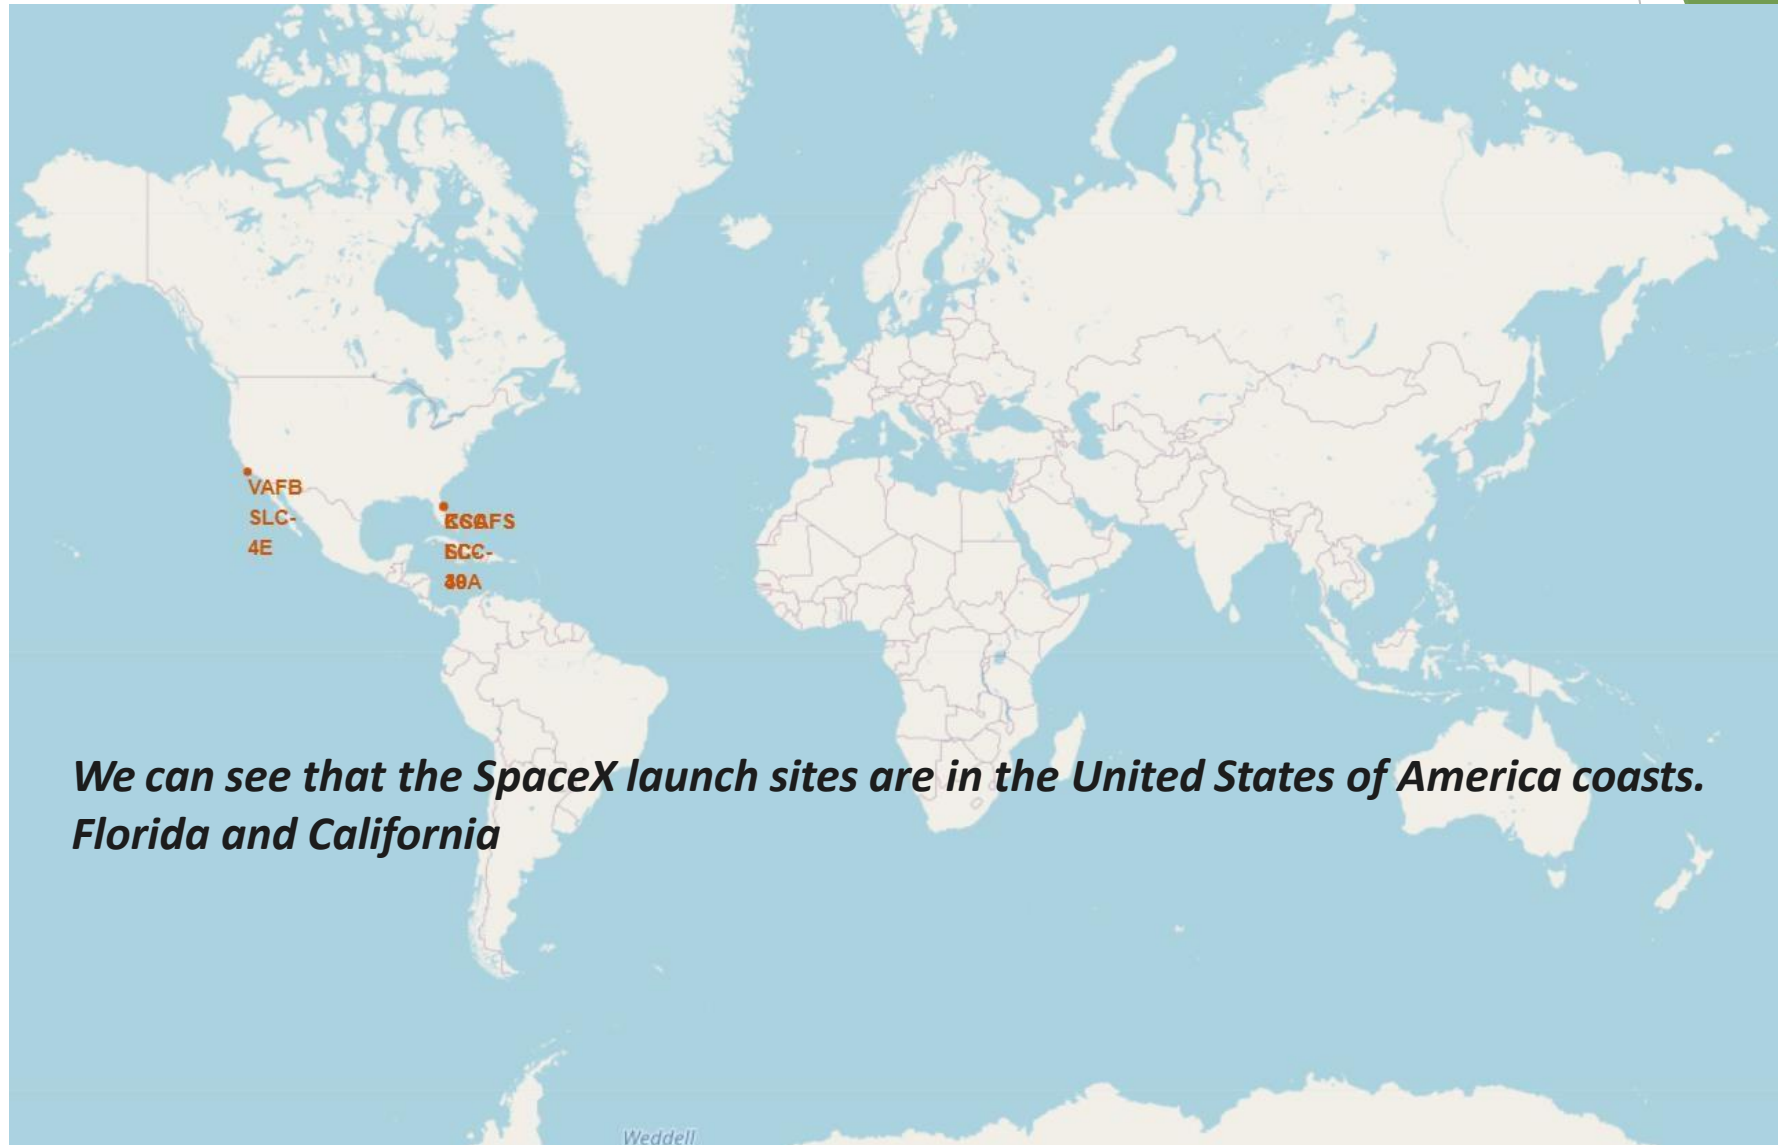 VAFB
SLC-
4E
We can see that the SpaceX launch sites are in the United States of America coasts.
Florida and California
Weddell